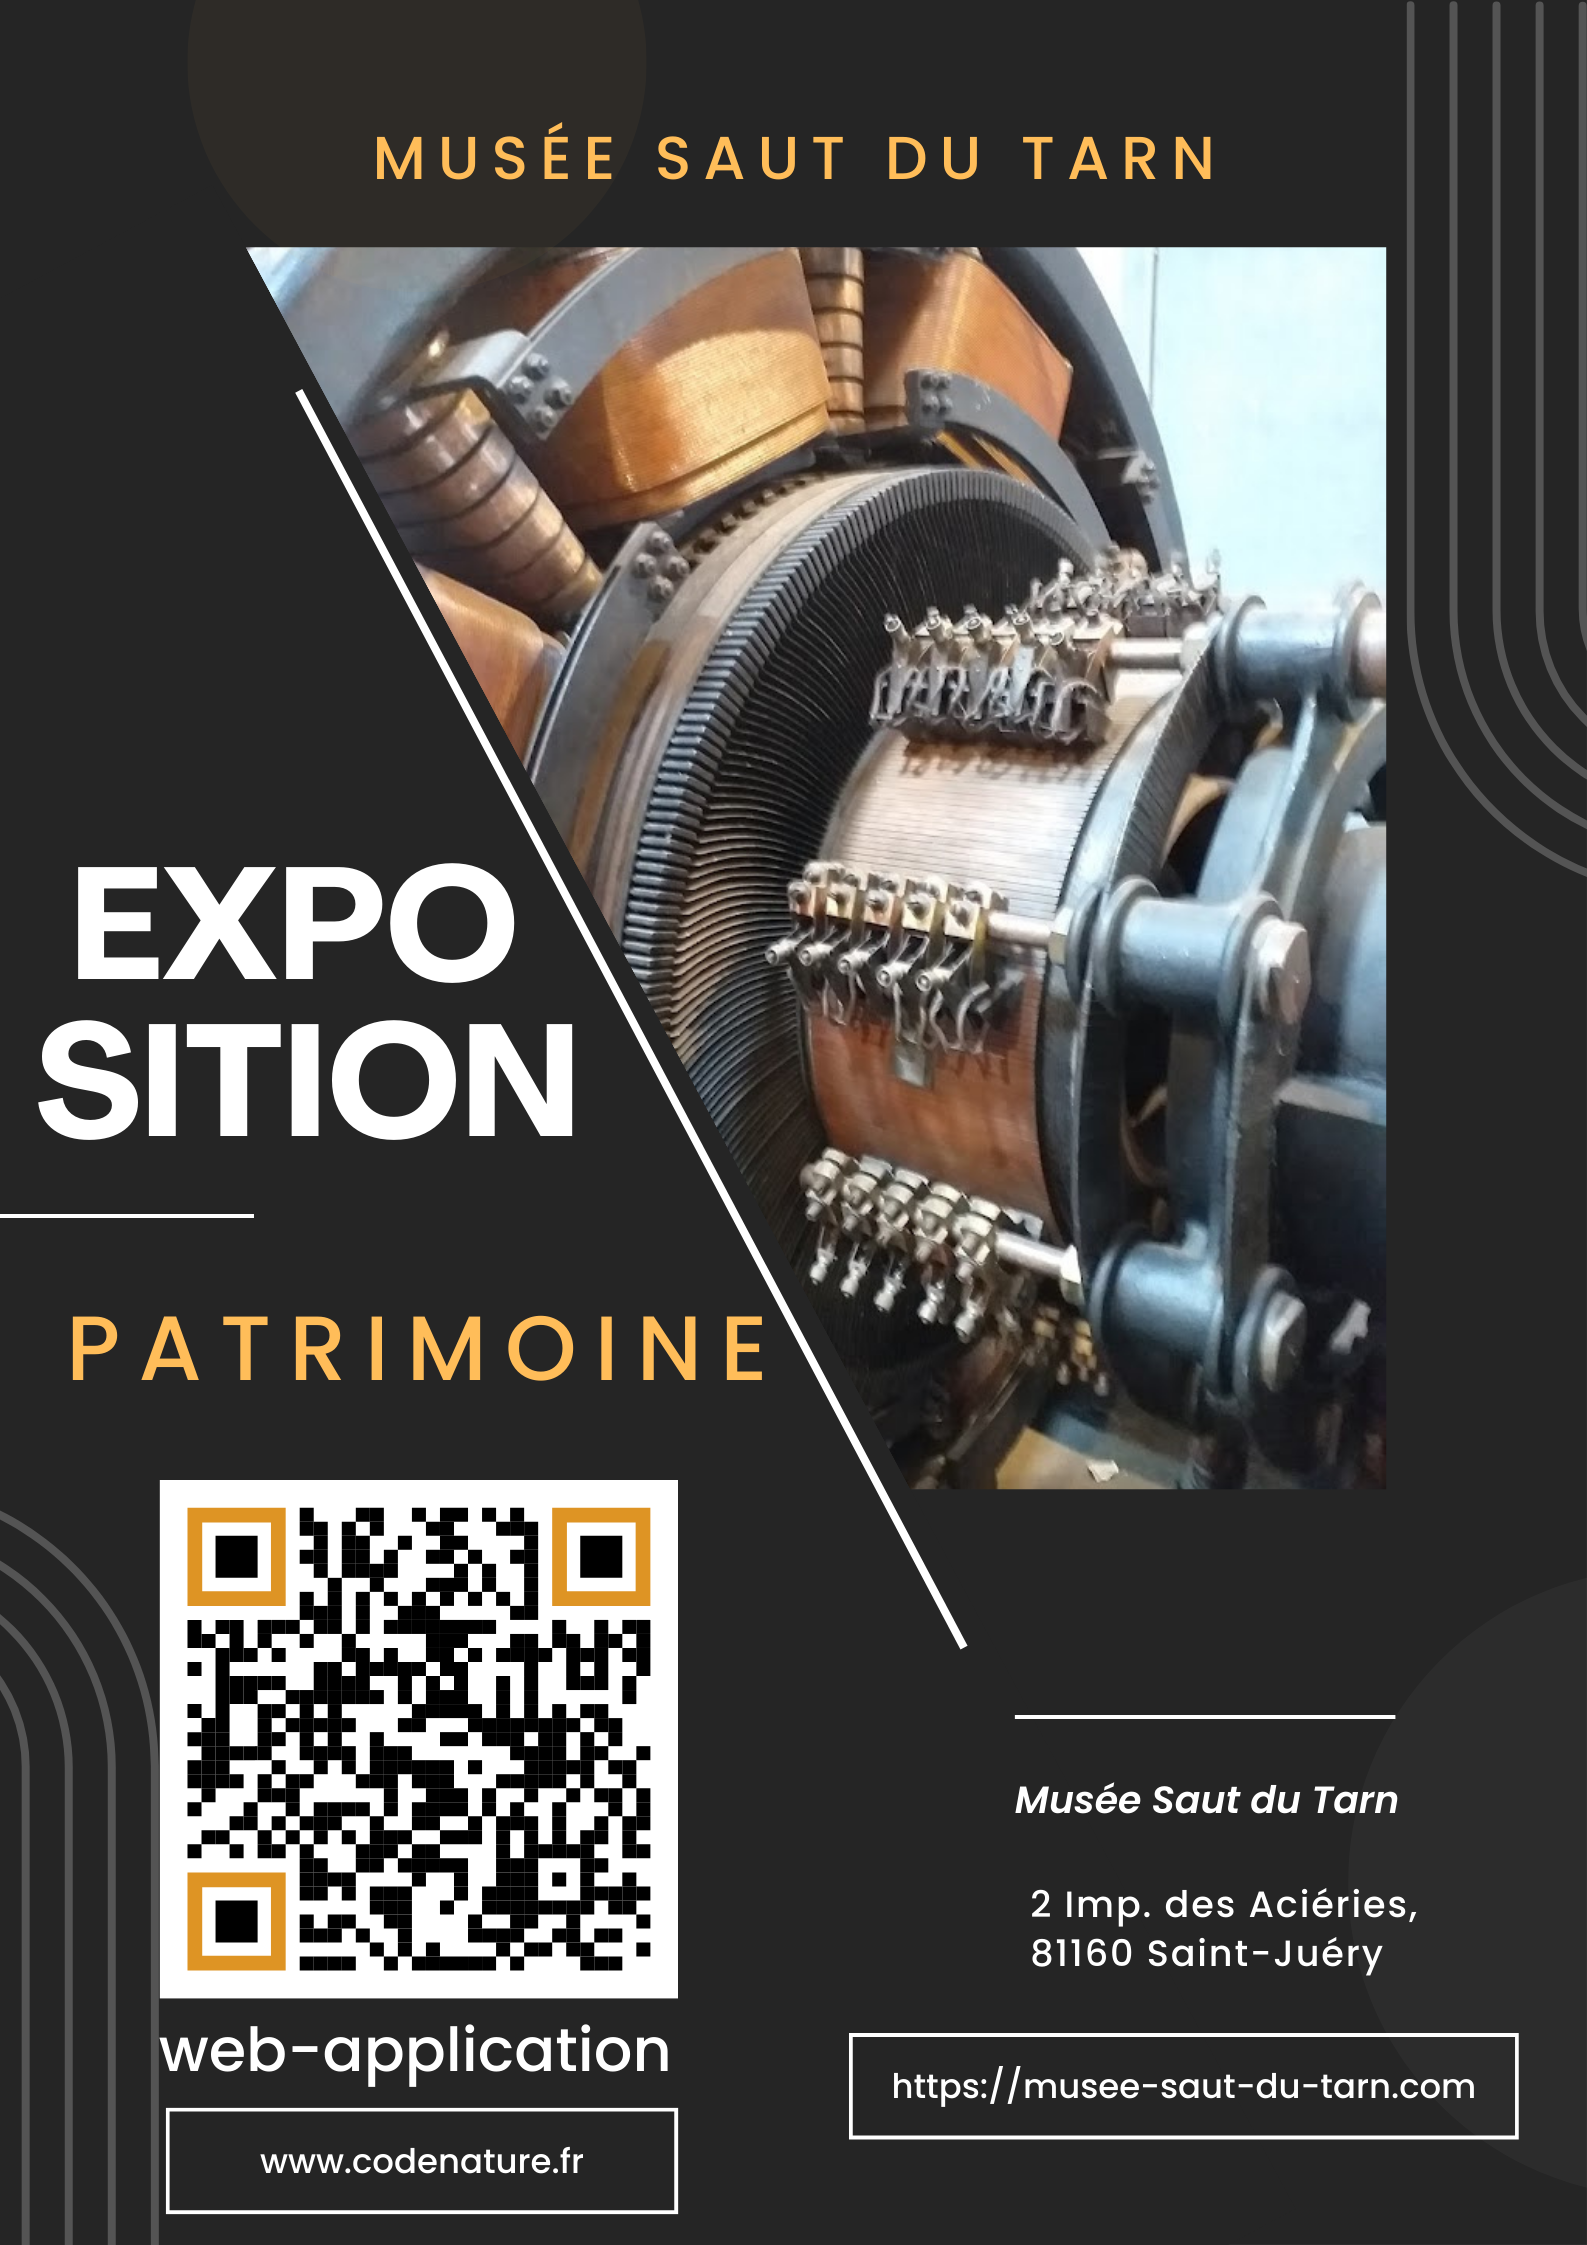 MUSÉE SAUT DU TARN
EXPO
SITION
PATRIMOINE
web-application
www.codenature.fr
Musée Saut du Tarn
2 Imp. des Aciéries,
81160 Saint-Juéry
https://musee-saut-du-tarn.com